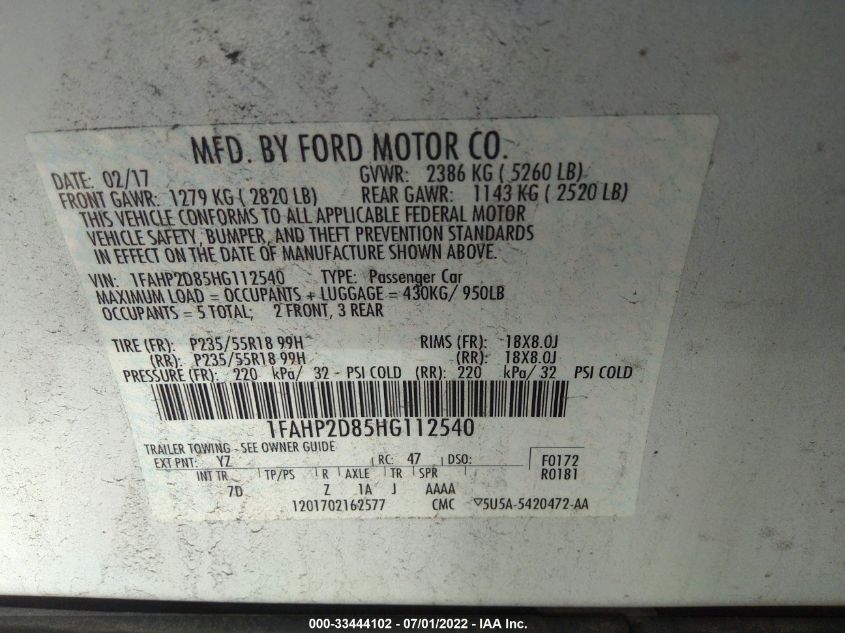 MFD. BY FORD MOTOR CO.
DATE: 02/17 GVWR: 2386 KG ( 5260 LB)
FRONT GAWR: 1279 KG ( 2820 LB) REAR GAWR: 1143 KG ( 2520 LB)
THIS VEHICLE CONFORMS TO ALL APPLICABLE FEDERAL MOTOR
VEHICLE SAFETY, BUMPER, AND THEFT PREVENTION STANDARDS
IN EFFECT ON THE DATE OF MANUFACTURE SHOWN ABOVE.
VIN: 1FAHP2D85HG112540 TYPE: Passenger Car
MAXIMUM LOAD = OCCUPANTS + LUGGAGE = 430KG/ 950LB
OCCUPANTS = 5 TOTAL; 2 FRONT, 3 REAR
TIRE (FR): P235/55R18 99H RIMS (FR): 18X8.0J
(RR): P235/55R18 99H (RR): 18X8.0J
PRESSURE (FR): 220 kPa/ 32 - PSI COLD (RR): 220 kPa/ 32 PSI COLD
1FAHP2D85HG112540
TRAILER TOWING - SEE OWNER GUIDE
EXT PNT: YZ RC: 47 DSO: F0172
INT TR TP/PS R AXLE TR SPR R0181
7D Z 1A J AAAA
1201702162577 CMC ▽5U5A-5420472-AA
000-33444102 - 07/01/2022 - IAA Inc.